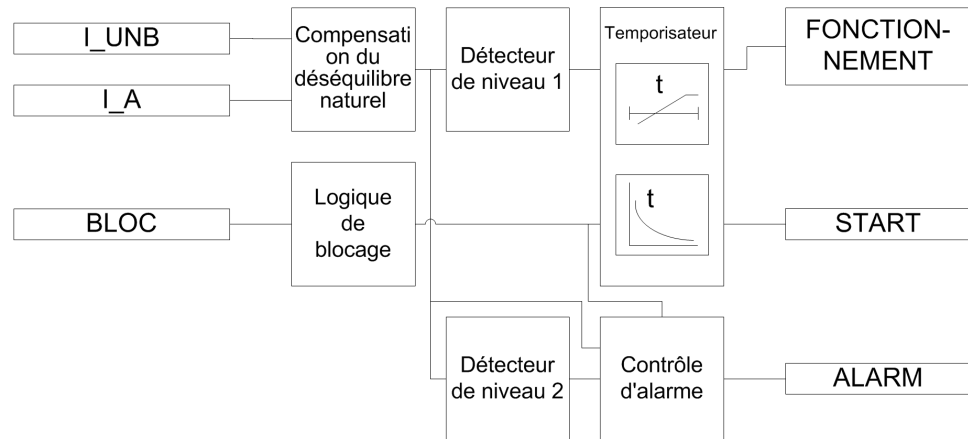 I_UNB
I_A
BLOC
Compensati
on du
déséquilibre
naturel
Logique
de
blocage
Détecteur
de niveau 1
Détecteur
de niveau 2
Temporisateur
t
t
Contrôle
d'alarme
FONCTION-
NEMENT
START
ALARM